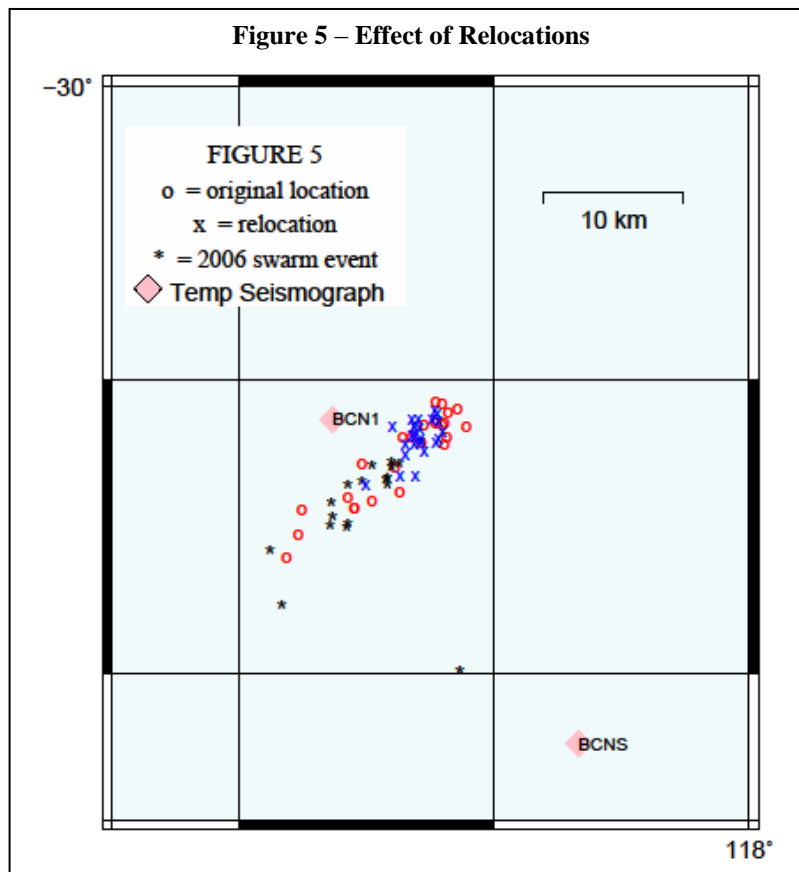 Figure 5 – Effect of Relocations
−30°
FIGURE 5
o = original location
x = relocation
* = 2006 swarm event
Temp Seismograph
10 km
BCN1
BCNS
118°